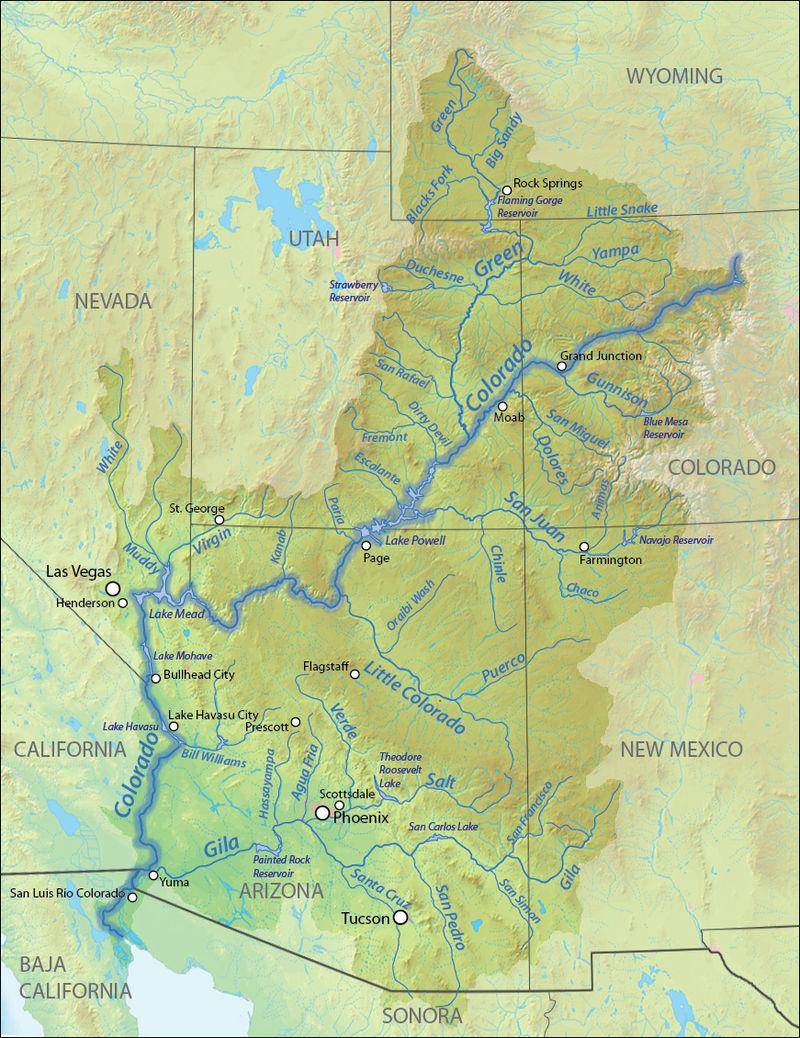 WYOMING
Green
Big Sandy
Blacks Fork
Rock Springs
Flaming Gorge
Reservoir
Little Snake
UTAH
Green
Yampa
Duchesne
White
Strawberry
Reservoir
NEVADA
Colorado
Grand Junction
San Rafael
Gunnison
Dirty Devil
Moab
Blue Mesa
Reservoir
San Miguel
Fremont
White
Dolores
COLORADO
Escalante
Animas
St. George
Paria
San Juan
Virgin
Kanab
Lake Powell
Navajo Reservoir
Muddy
Page
Farmington
Las Vegas
Chinle
Chaco
Henderson
Lake Mead
Oraibi Wash
Lake Mohave
Bullhead City
Flagstaff
Puerco
Little Colorado
Lake Havasu City
Lake Havasu
Prescott
Verde
CALIFORNIA
NEW MEXICO
Bill Williams
Colorado
Hassayampa
Agua Fria
Theodore
Roosevelt
Lake
Salt
Scottsdale
Phoenix
San Francisco
San Carlos Lake
Gila
Painted Rock
Reservoir
Gila
Yuma
ARIZONA
Santa Cruz
San Simon
San Luis Rio Colorado
San Pedro
Tucson
BAJA
CALIFORNIA
SONORA